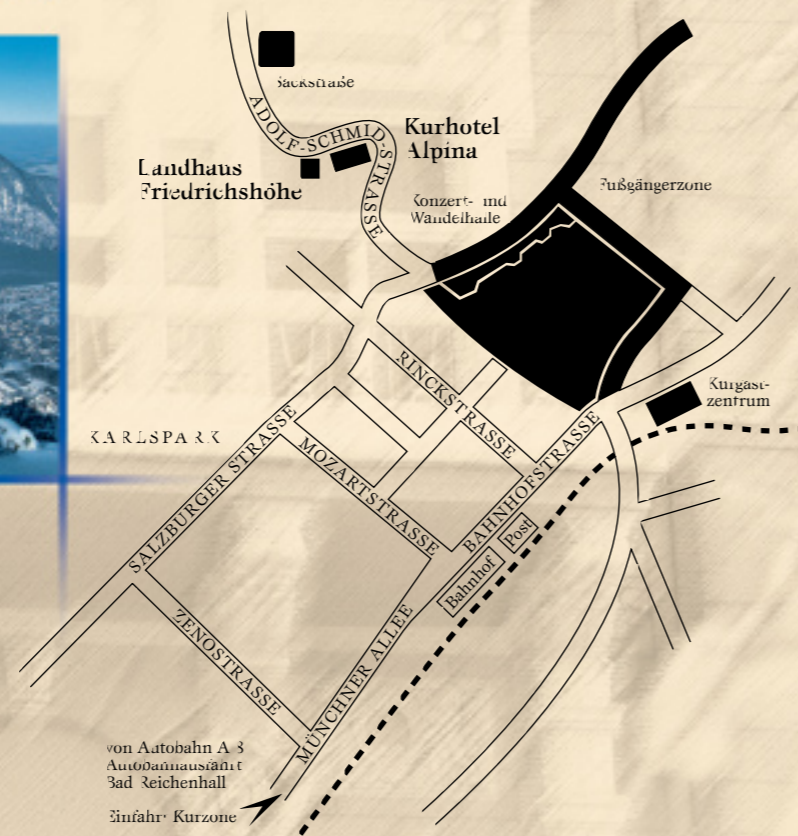 Sackstraße
ADOLF-SCHMID-STRASSE
Kurhotel
Alpina
Landhaus
Friedrichshöhe
Konzert- und
Wandelhalle
Fußgängerzone
RINCKSTRASSE
Kurgast-
zentrum
KARLSPARK
SALZBURGER STRASSE
MOZARTSTRASSE
BAHNHOFSTRASSE
Post
Bahnhof
ZENOSTRASSE
MÜNCHNER ALLEE
von Autobahn A 8
Autobahnausfahrt
Bad Reichenhall
Einfahrt Kurzone